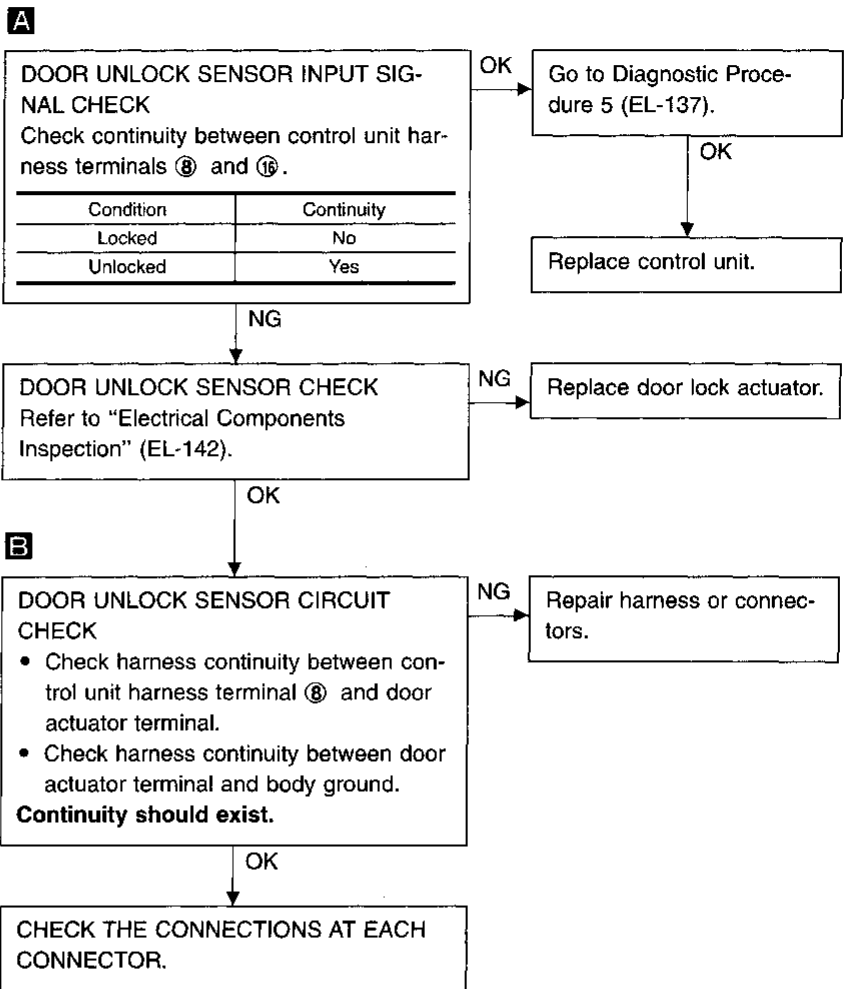 A
DOOR UNLOCK SENSOR INPUT SIG-
NAL CHECK
Check continuity between control unit har-
ness terminals ⑧ and ⑯.
Condition Continuity
Locked No
Unlocked Yes
OK
Go to Diagnostic Proce-
dure 5 (EL-137).
OK
Replace control unit.
NG
DOOR UNLOCK SENSOR CHECK
Refer to “Electrical Components
Inspection” (EL-142).
NG
Replace door lock actuator.
OK
B
DOOR UNLOCK SENSOR CIRCUIT
CHECK
• Check harness continuity between con-
trol unit harness terminal ⑧ and door
actuator terminal.
• Check harness continuity between door
actuator terminal and body ground.
Continuity should exist.
NG
Repair harness or connec-
tors.
OK
CHECK THE CONNECTIONS AT EACH
CONNECTOR.